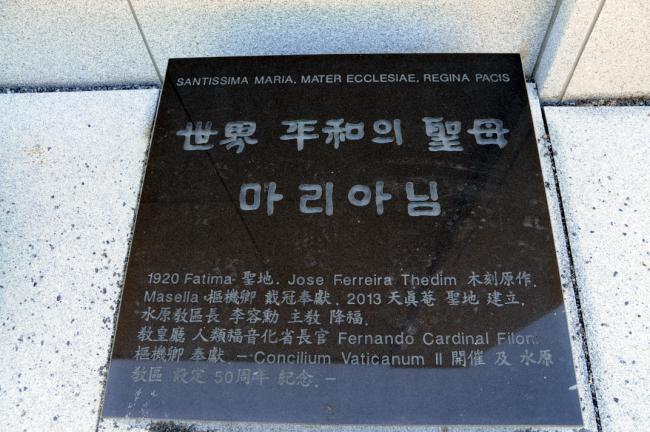 SANTISSIMA MARIA, MATER ECCLESIAE, REGINA PACIS
世界 平和의 聖母
마리아님
1920 Fatima 聖地. Jose Ferreira Thedim 木刻原作.
Masella 樞機卿 戴冠奉獻. 2013 天眞菴 聖地 建立.
水原敎區長 李容勳 主敎 降福.
敎皇廳 人類福音化省長官 Fernando Cardinal Filoni
樞機卿 奉獻 - Concilium Vaticanum II 開催 及 水原
敎區 設定 50周年 紀念. -